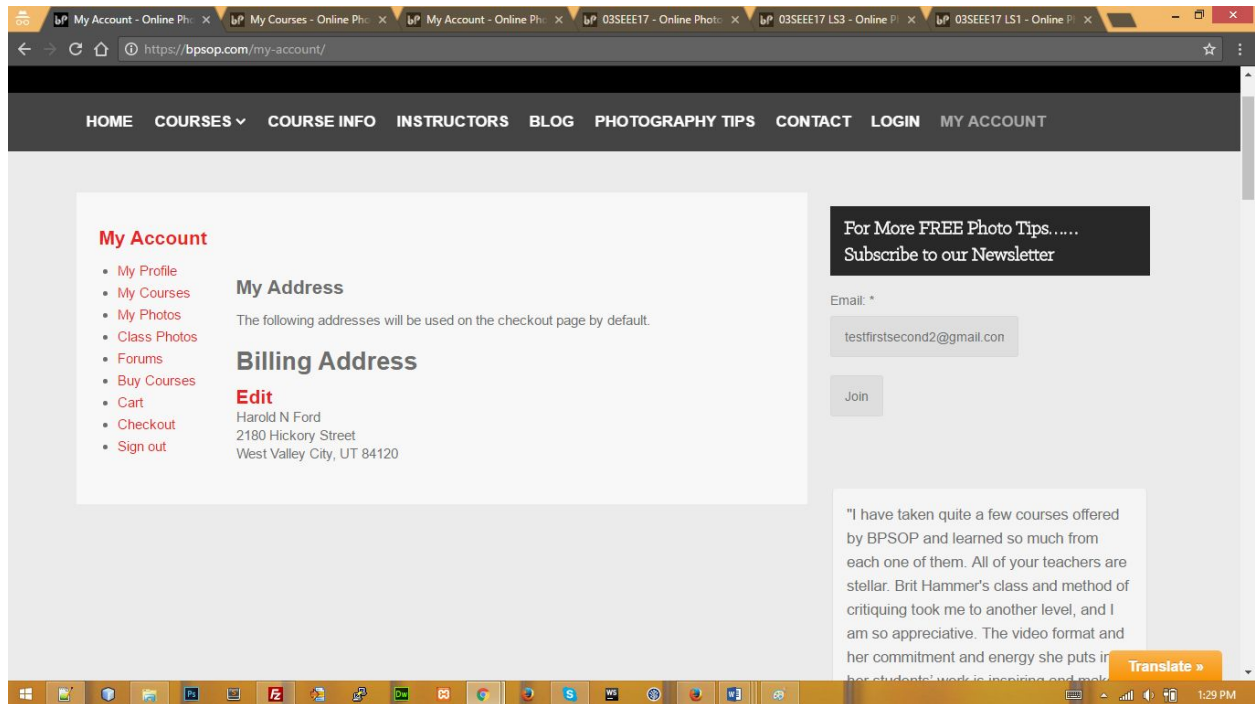 My Account - Online Pho
My Courses - Online Pho
My Account - Online Pho
03SEEE17 - Online Photo
03SEEE17 LS3 - Online P
03SEEE17 LS1 - Online P
https://bpsop.com/my-account/
HOME COURSES COURSE INFO INSTRUCTORS BLOG PHOTOGRAPHY TIPS CONTACT LOGIN MY ACCOUNT
My Account
My Profile
My Courses
My Photos
Class Photos
Forums
Buy Courses
Cart
Checkout
Sign out
My Address
The following addresses will be used on the checkout page by default.
Billing Address
Edit
Harold N Ford
2180 Hickory Street
West Valley City, UT 84120
For More FREE Photo Tips……
Subscribe to our Newsletter
Email: *
testfirstsecond2@gmail.con
Join
"I have taken quite a few courses offered
by BPSOP and learned so much from
each one of them. All of your teachers are
stellar. Brit Hammer's class and method of
critiquing took me to another level, and I
am so appreciative. The video format and
her commitment and energy she puts in
her students' work is inspiring and
Translate »
1:29 PM